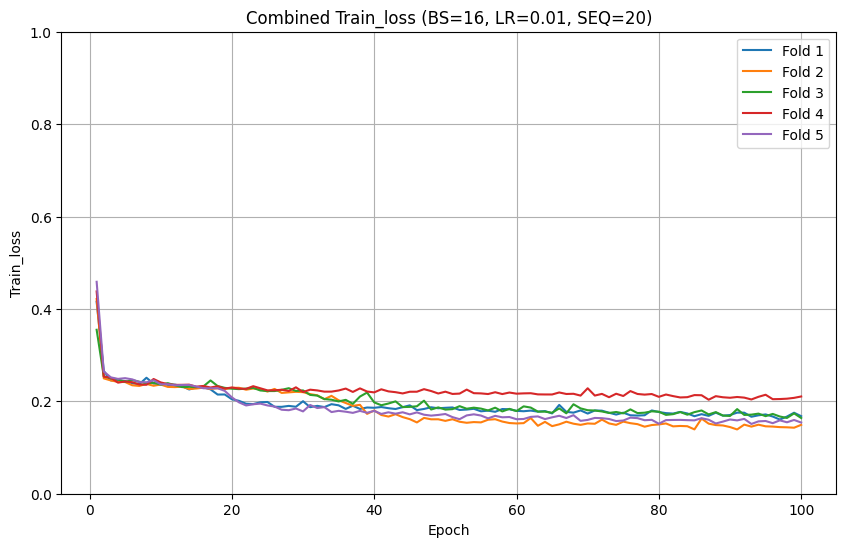 Combined Train_loss (BS=16, LR=0.01, SEQ=20)
1.0
0.8
0.6
0.4
0.2
0.0
Train_loss
0 20 40 60 80 100
Epoch
Fold 1
Fold 2
Fold 3
Fold 4
Fold 5